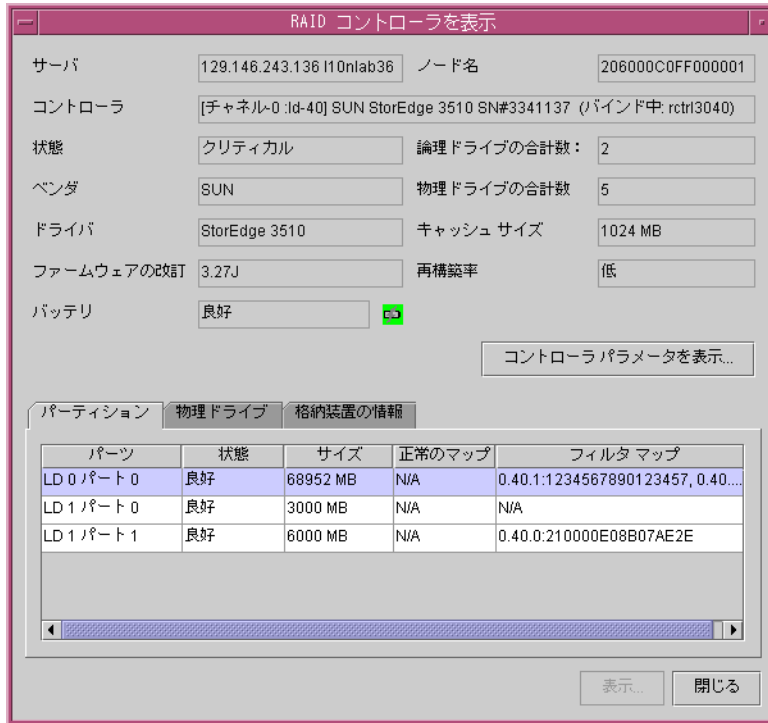 RAID コントローラを表示
サーバ 129.146.243.136 l10nlab36 ノード名 206000C0FF000001
コントローラ [チャネル-0 :Id-40] SUN StorEdge 3510 SN#3341137 (バインド中: rctrl3040)
状態 クリティカル 論理ドライブの合計数： 2
ベンダ SUN 物理ドライブの合計数 5
ドライバ StorEdge 3510 キャッシュ サイズ 1024 MB
ファームウェアの改訂 3.27J 再構築率 低
バッテリ 良好
コントローラ パラメータを表示...
パーティション 物理ドライブ 格納装置の情報
パーツ 状態 サイズ 正常のマップ フィルタ マップ
LD 0 パート 0 良好 68952 MB N/A 0.40.1:1234567890123457, 0.40....
LD 1 パート 0 良好 3000 MB N/A N/A
LD 1 パート 1 良好 6000 MB N/A 0.40.0:210000E08B07AE2E
表示... 閉じる